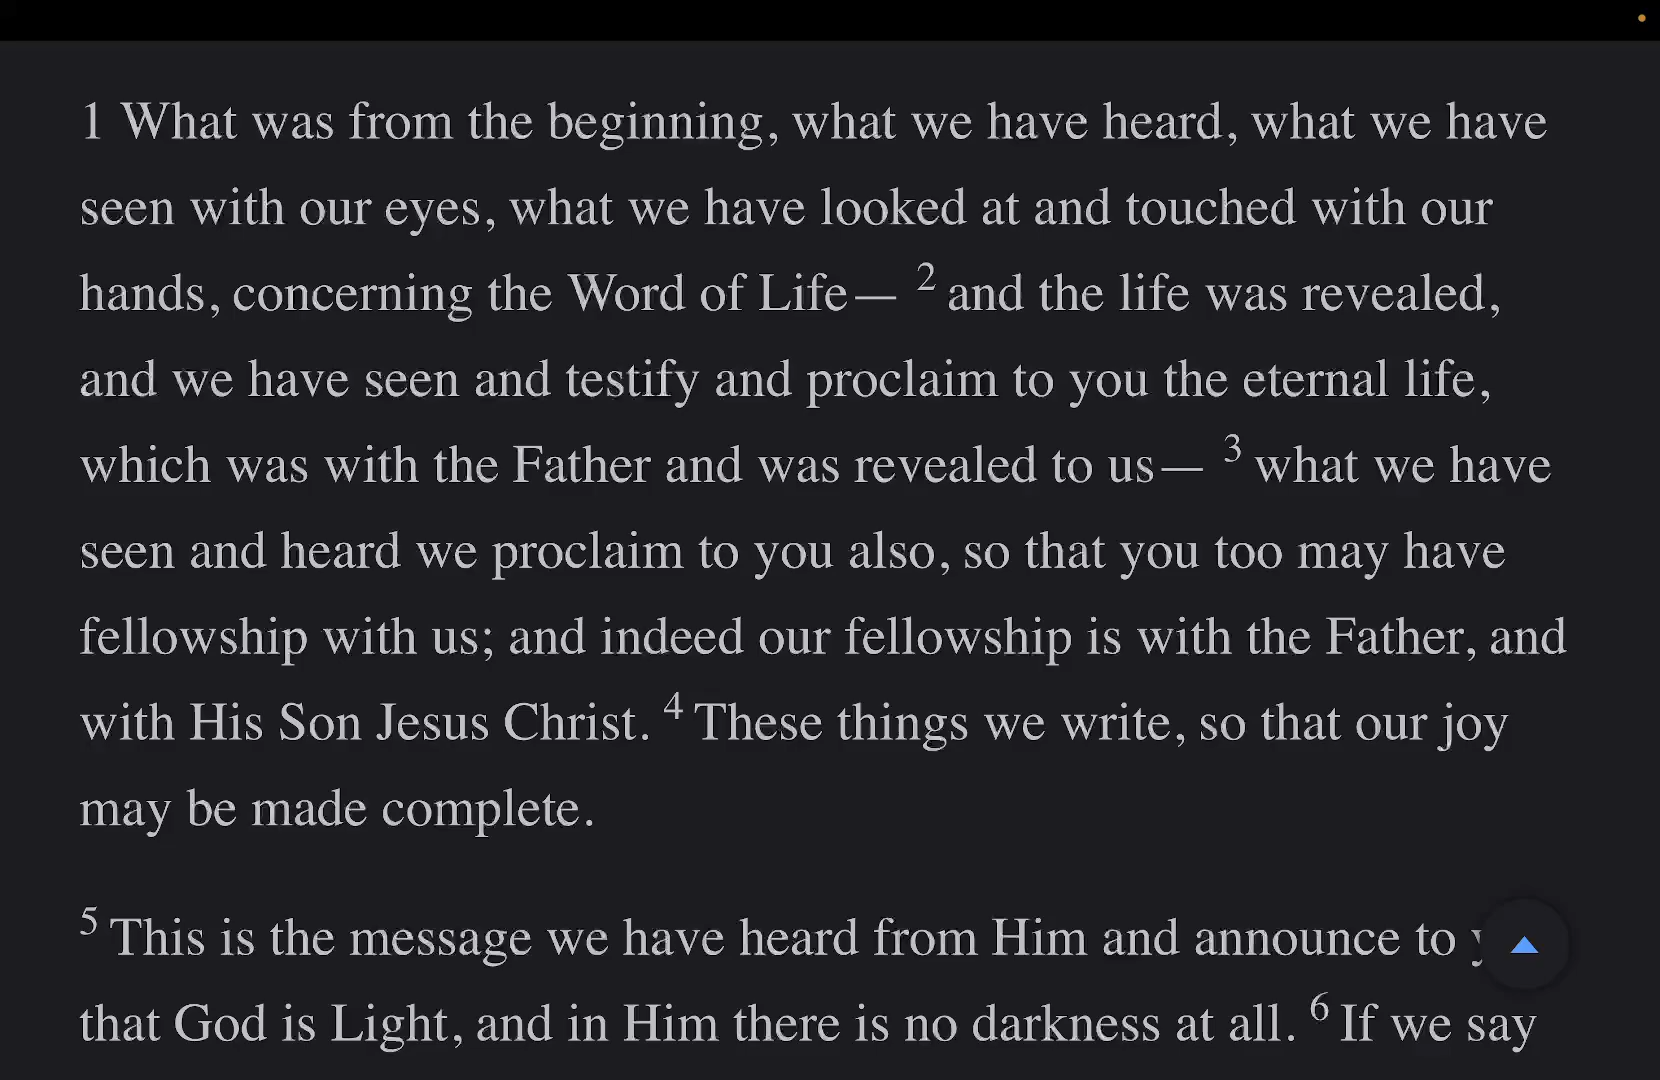 1 What was from the beginning, what we have heard, what we have
seen with our eyes, what we have looked at and touched with our
hands, concerning the Word of Life— 2 and the life was revealed,
and we have seen and testify and proclaim to you the eternal life,
which was with the Father and was revealed to us— 3 what we have
seen and heard we proclaim to you also, so that you too may have
fellowship with us; and indeed our fellowship is with the Father, and
with His Son Jesus Christ. 4 These things we write, so that our joy
may be made complete.
5 This is the message we have heard from Him and announce to
that God is Light, and in Him there is no darkness at all. 6 If we say